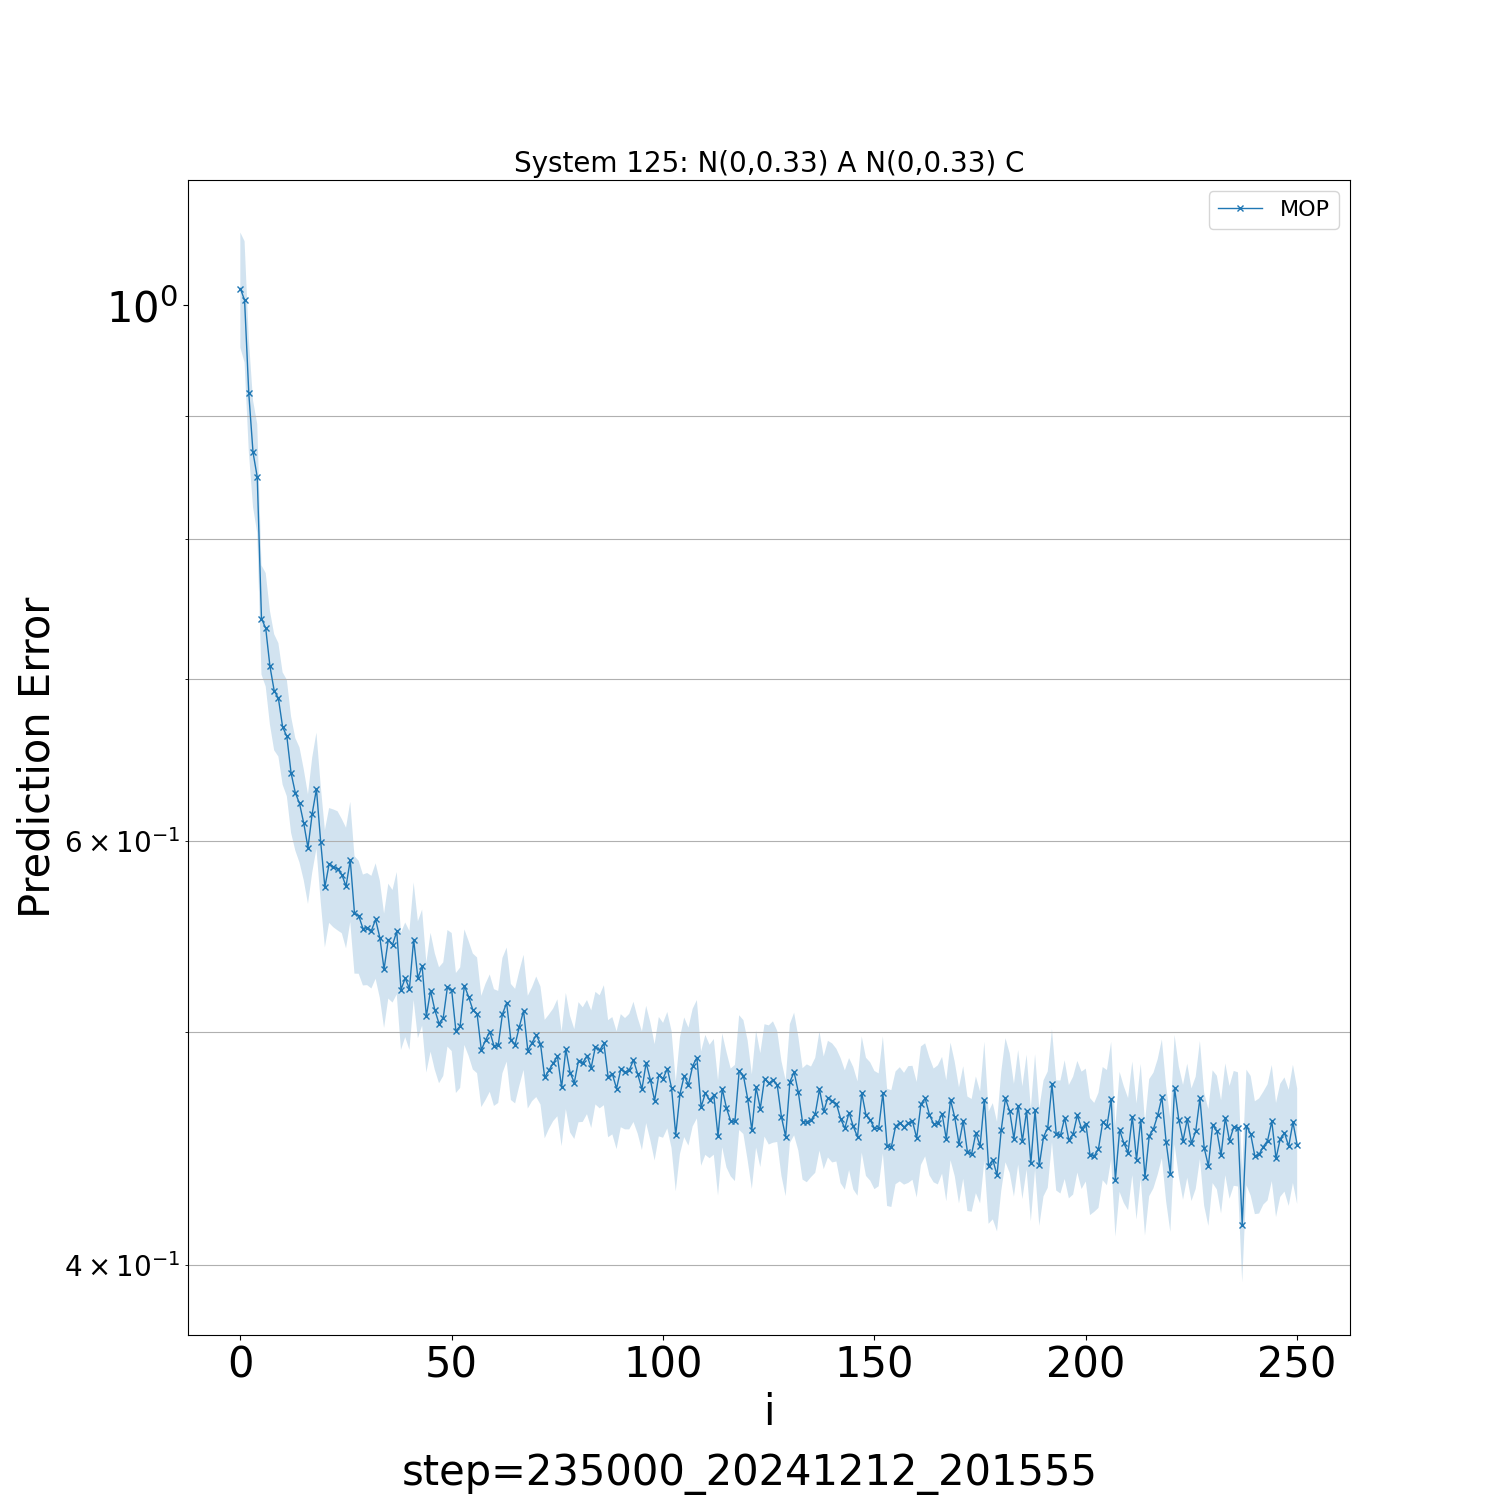 System 125: N(0,0.33) A N(0,0.33) C
MOP
10⁰
6 × 10⁻¹
4 × 10⁻¹
Prediction Error
0 50 100 150 200 250
i
step=235000_20241212_201555